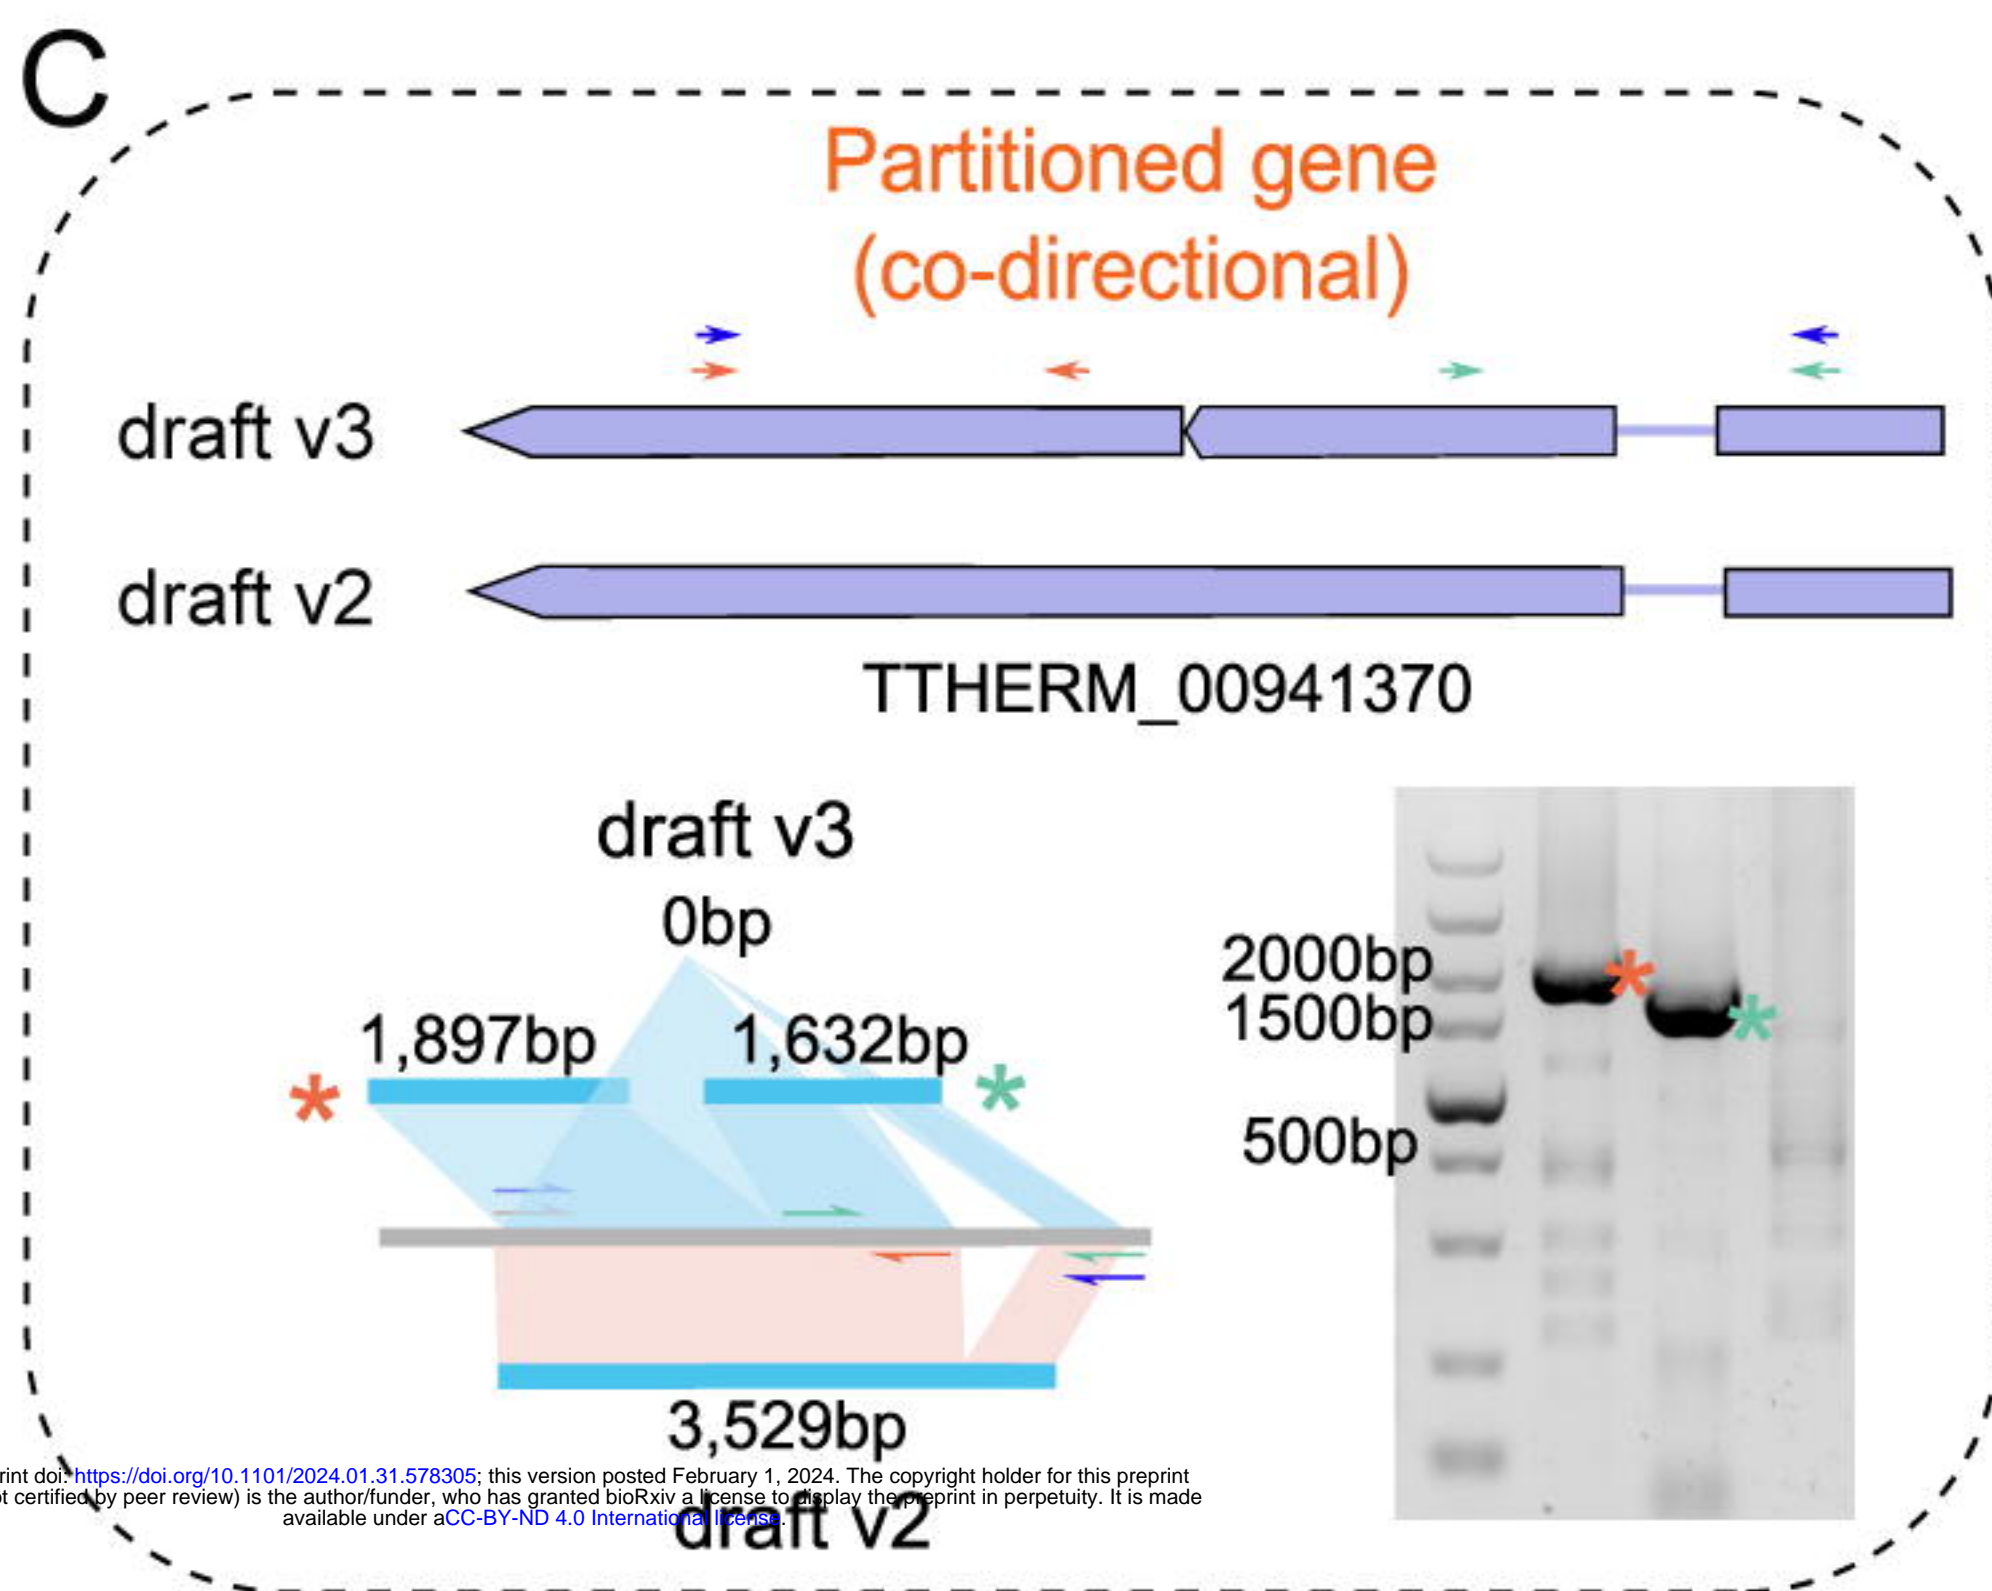 C
Partitioned gene
(co-directional)
draft v3
draft v2
TTHERM_00941370
draft v3
0bp
1,897bp
1,632bp
*
*
3,529bp
draft v2
2000bp
1500bp
500bp
*
*
rint doi: https://doi.org/10.1101/2024.01.31.578305; this version posted February 1, 2024. The copyright holder for this preprint
t certified by peer review) is the author/funder, who has granted bioRxiv a license to display the preprint in perpetuity. It is made
available under aCC-BY-ND 4.0 International license.